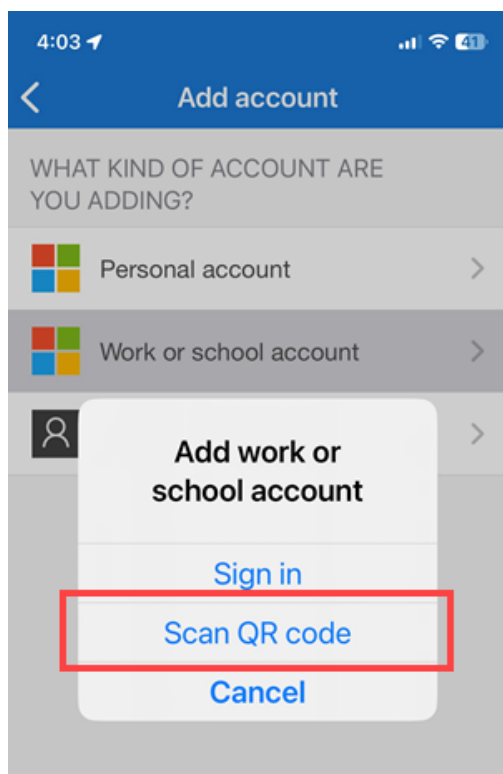 4:03
41
Add account
WHAT KIND OF ACCOUNT ARE
YOU ADDING?
Personal account
Work or school account
Add work or
school account
Sign in
Scan QR code
Cancel